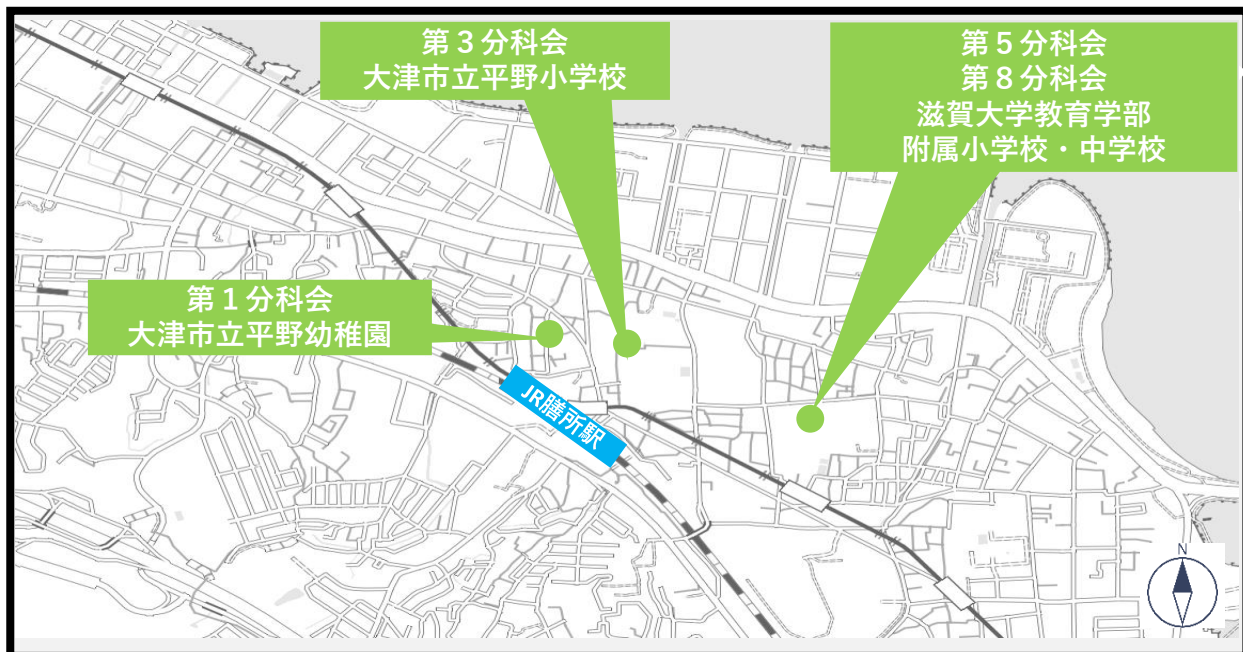 第３分科会
大津市立平野小学校
第５分科会
第８分科会
滋賀大学教育学部
附属小学校・中学校
第１分科会
大津市立平野幼稚園
JR膳所駅
N